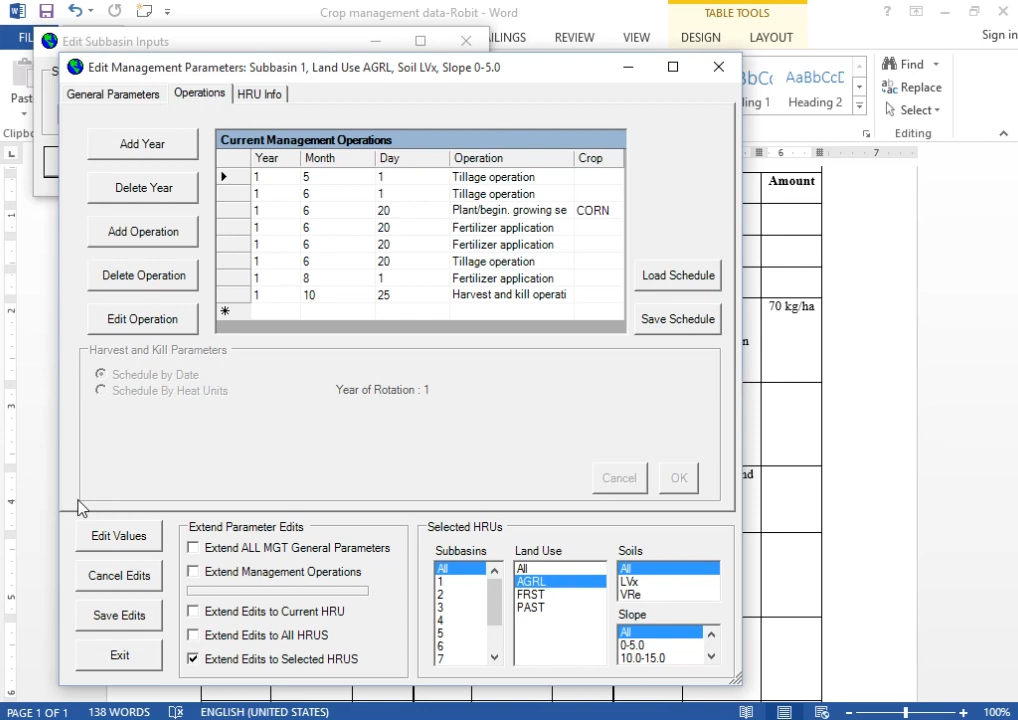 Crop management data-Robit - Word
TABLE TOOLS
Edit Subbasin Inputs
AILINGS REVIEW VIEW DESIGN LAYOUT Sign in
FIL
Edit Management Parameters: Subbasin 1, Land Use AGRL, Soil LVx, Slope 0-5.0
Find
General Parameters Operations HRU Info
AaBbCcE
Past
Replace
ling 1 Heading 2
Select
Clipbo
Editing
Add Year
Current Management Operations
Year Month Day Operation Crop
1 5 1 Tillage operation
Delete Year
1 6 1 Tillage operation
1 6 20 Plant/begin. growing se CORN
Add Operation
1 6 20 Fertilizer application
1 6 20 Fertilizer application
1 6 20 Tillage operation
Delete Operation
1 8 1 Fertilizer application
1 10 25 Harvest and kill operati
Edit Operation
Load Schedule
Save Schedule
6 7
Amount
70 kg/ha
Harvest and Kill Parameters
Schedule by Date
Schedule By Heat Units
Year of Rotation : 1
Cancel OK
Edit Values
Cancel Edits
Save Edits
Exit
Extend Parameter Edits
Extend ALL MGT General Parameters
Extend Management Operations
Extend Edits to Current HRU
Extend Edits to All HRUS
Extend Edits to Selected HRUS
Selected HRUs
Subbasins
All
1
2
3
4
5
6
7
Land Use
All
AGRL
FRST
PAST
Soils
All
LVx
VRe
Slope
All
0-5.0
10.0-15.0
PAGE 1 OF 1 138 WORDS ENGLISH (UNITED STATES) 100%